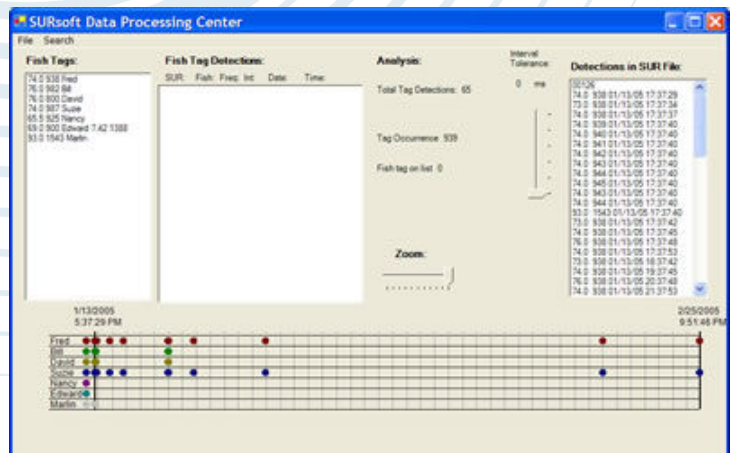 SURsoft Data Processing Center
File Search
Fish Tags:
74.0 938 Fred
76.0 982 Bill
76.0 800 David
74.0 987 Suzie
65.5 925 Nancy
69.0 900 Edward 7.42 1388
93.0 1543 Martin
Fish Tag Detections:
SUR: Fish: Freq: Int: Date: Time:
Analysis:
Total Tag Detections: 65
Tag Occurrence 939
Fish tag on list 0
Zoom:
Interval
Tolerance:
0 ms
Detections in SUR File:
00126
74.0 938 01/13/05 17:37:29
73.0 938 01/13/05 17:37:34
74.0 938 01/13/05 17:37:37
74.0 939 01/13/05 17:37:40
74.0 940 01/13/05 17:37:40
74.0 941 01/13/05 17:37:40
74.0 942 01/13/05 17:37:40
74.0 943 01/13/05 17:37:40
74.0 944 01/13/05 17:37:40
74.0 945 01/13/05 17:37:40
74.0 943 01/13/05 17:37:40
74.0 944 01/13/05 17:37:40
93.0 1543 01/13/05 17:37:40
73.0 938 01/13/05 17:37:42
74.0 938 01/13/05 17:37:45
76.0 938 01/13/05 17:37:48
74.0 938 01/13/05 17:37:53
73.0 938 01/13/05 18:37:42
74.0 938 01/13/05 19:37:45
76.0 938 01/13/05 20:37:48
74.0 938 01/13/05 21:37:53
1/13/2005
5:37:29 PM
2/25/2005
9:51:46 PM
Fred
Bill
David
Suzie
Nancy
Edward
Martin